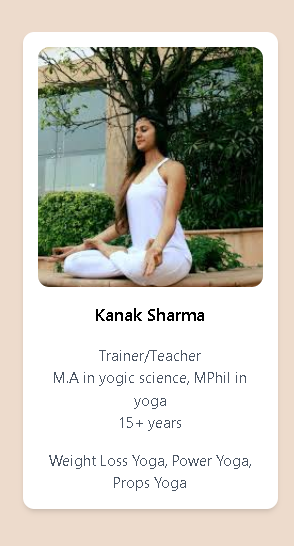 Kanak Sharma
Trainer/Teacher
M.A in yogic science, MPhil in
yoga
15+ years
Weight Loss Yoga, Power Yoga,
Props Yoga